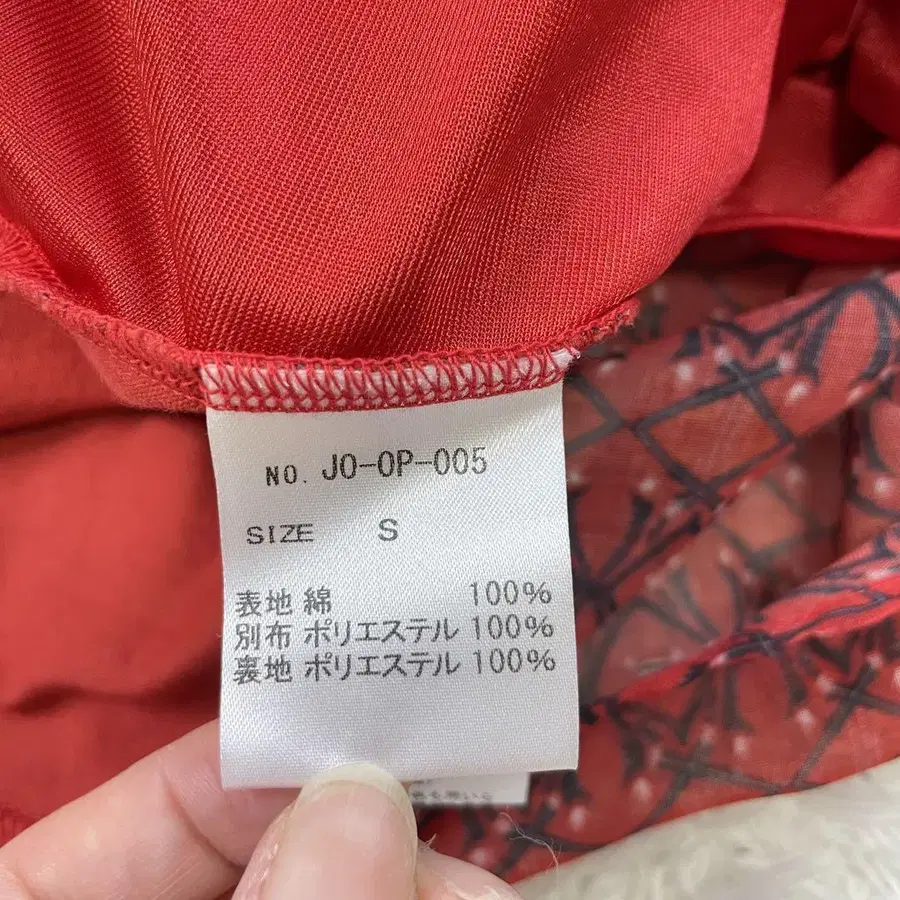 NO. JO-OP-005
SIZE S
表地 綿 100%
別布 ポリエステル 100%
裏地 ポリエステル 100%